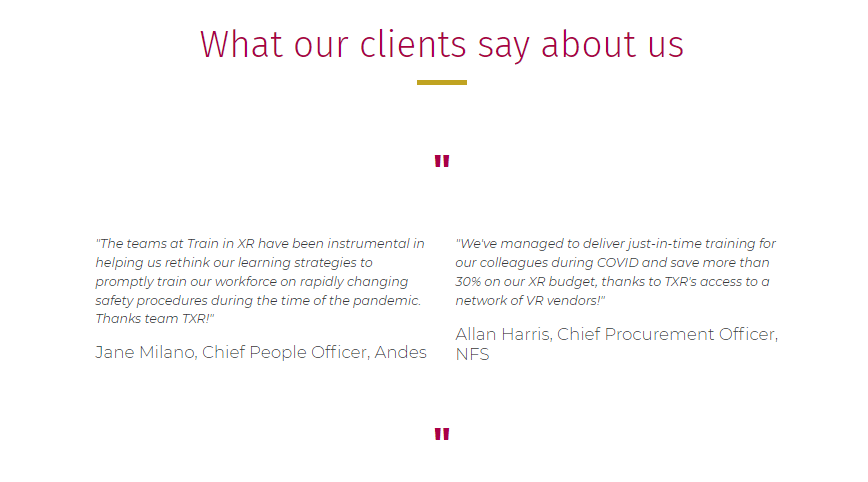 What our clients say about us
"
"The teams at Train in XR have been instrumental in
helping us rethink our learning strategies to
promptly train our workforce on rapidly changing
safety procedures during the time of the pandemic.
Thanks team TXR!"
Jane Milano, Chief People Officer, Andes
"We've managed to deliver just-in-time training for
our colleagues during COVID and save more than
30% on our XR budget, thanks to TXR's access to a
network of VR vendors!"
Allan Harris, Chief Procurement Officer,
NFS
"